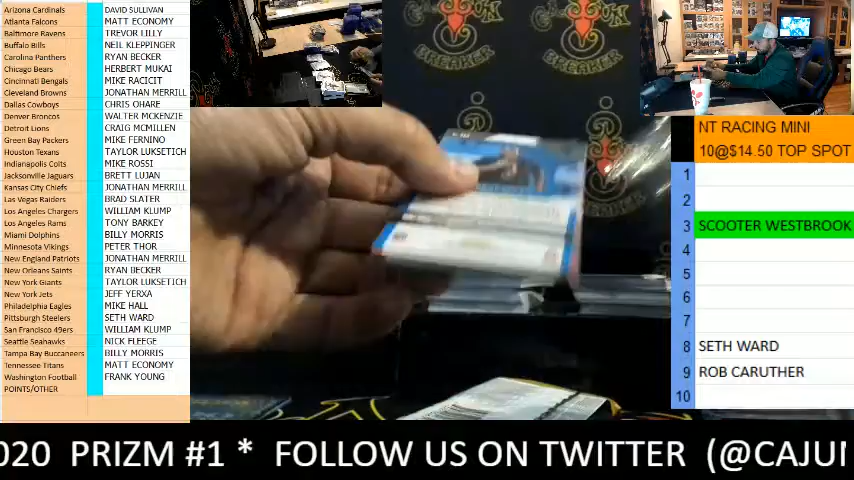 Arizona Cardinals DAVID SULLIVAN
Atlanta Falcons MATT ECONOMY
Baltimore Ravens TREVOR LILLY
Buffalo Bills NEIL KLEPPINGER
Carolina Panthers RYAN BECKER
Chicago Bears HERBERT MUKAI
Cincinnati Bengals MIKE RACICIT
Cleveland Browns JONATHAN MERRILL
Dallas Cowboys CHRIS OHARE
Denver Broncos WALTER MCKENZIE
Detroit Lions CRAIG MCMILLEN
Green Bay Packers MIKE FERNINO
Houston Texans TAYLOR LUKSETICH
Indianapolis Colts MIKE ROSSI
Jacksonville Jaguars BRETT LUJAN
Kansas City Chiefs JONATHAN MERRILL
Las Vegas Raiders BRAD SLATER
Los Angeles Chargers WILLIAM KLUMP
Los Angeles Rams TONY BARKEY
Miami Dolphins BILLY MORRIS
Minnesota Vikings PETER THOR
New England Patriots JONATHAN MERRILL
New Orleans Saints RYAN BECKER
New York Giants TAYLOR LUKSETICH
New York Jets JEFF YERXA
Philadelphia Eagles MIKE HALL
Pittsburgh Steelers SETH WARD
San Francisco 49ers WILLIAM KLUMP
Seattle Seahawks NICK FLEEGE
Tampa Bay Buccaneers BILLY MORRIS
Tennessee Titans MATT ECONOMY
Washington Football FRANK YOUNG
POINTS/OTHER
CAJUN
BREAKER
BREAKER
NT RACING MINI
10@$14.50 TOP SPOT
1
2
3 SCOOTER WESTBROOK
4
5
6
7
8 SETH WARD
9 ROB CARUTHER
10
020 PRIZM #1 * FOLLOW US ON TWITTER (@CAJUN